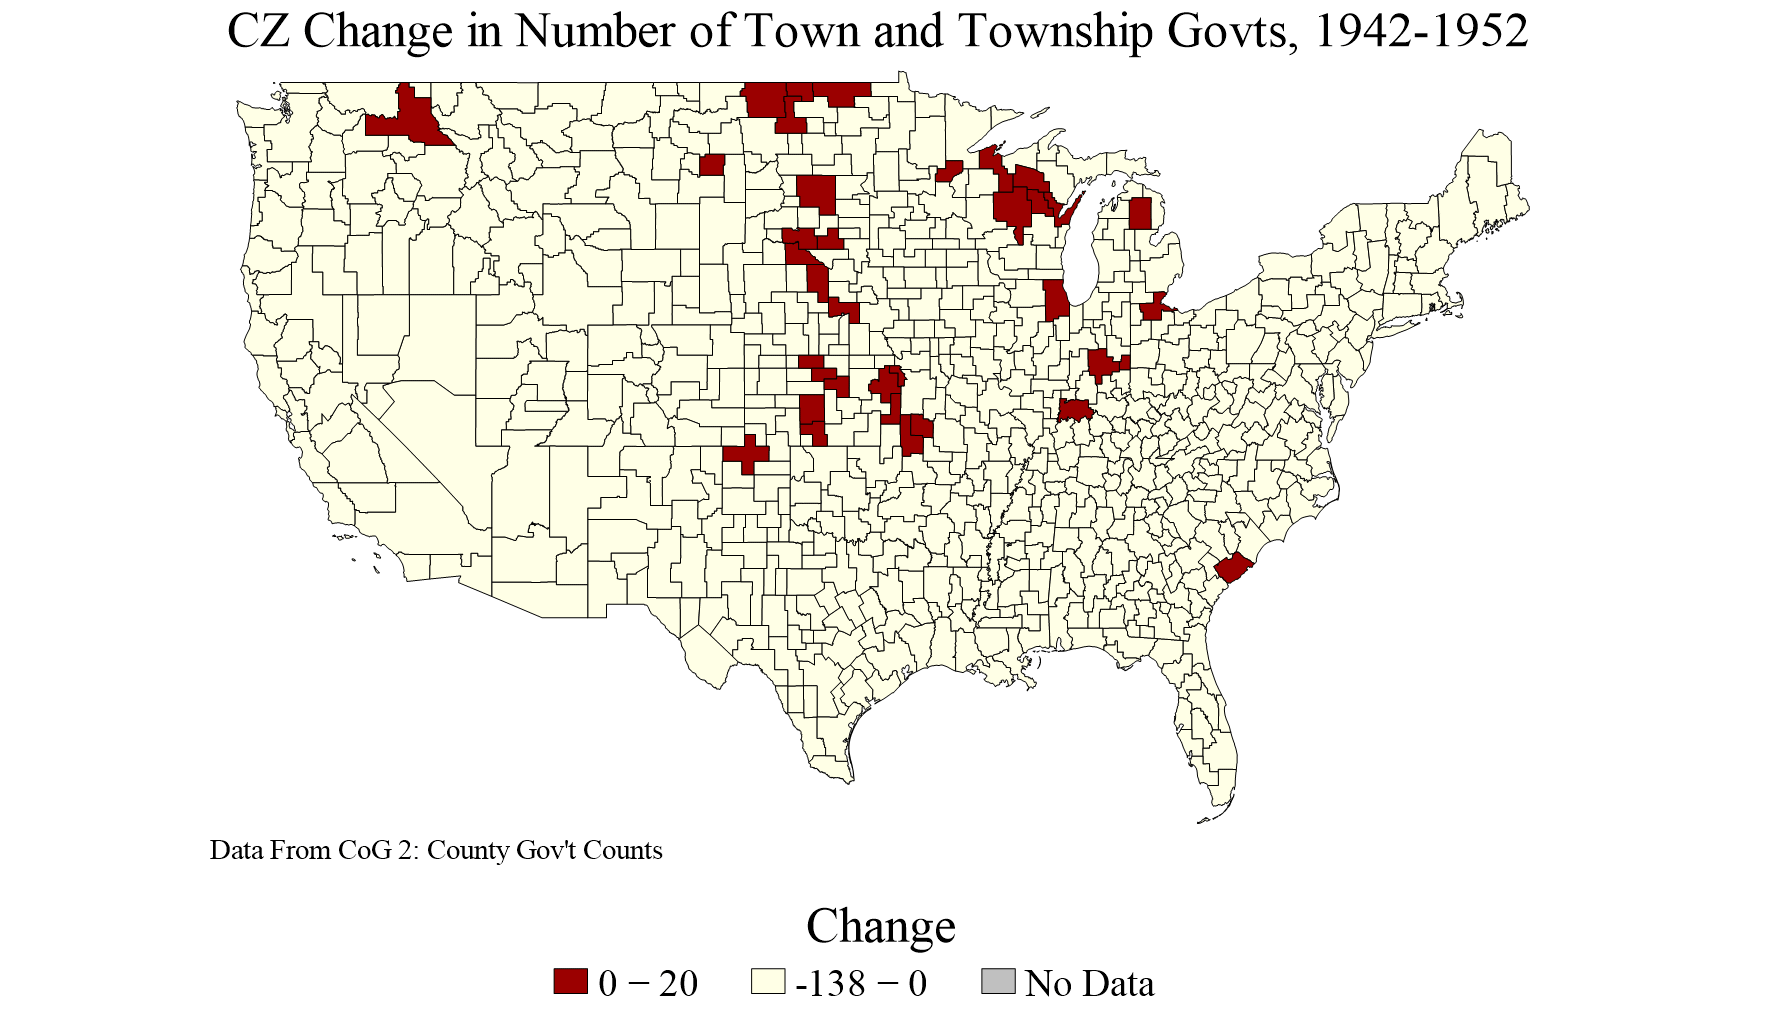 CZ Change in Number of Town and Township Govts, 1942-1952
Data From CoG 2: County Gov't Counts
Change
0 − 20
-138 − 0
No Data